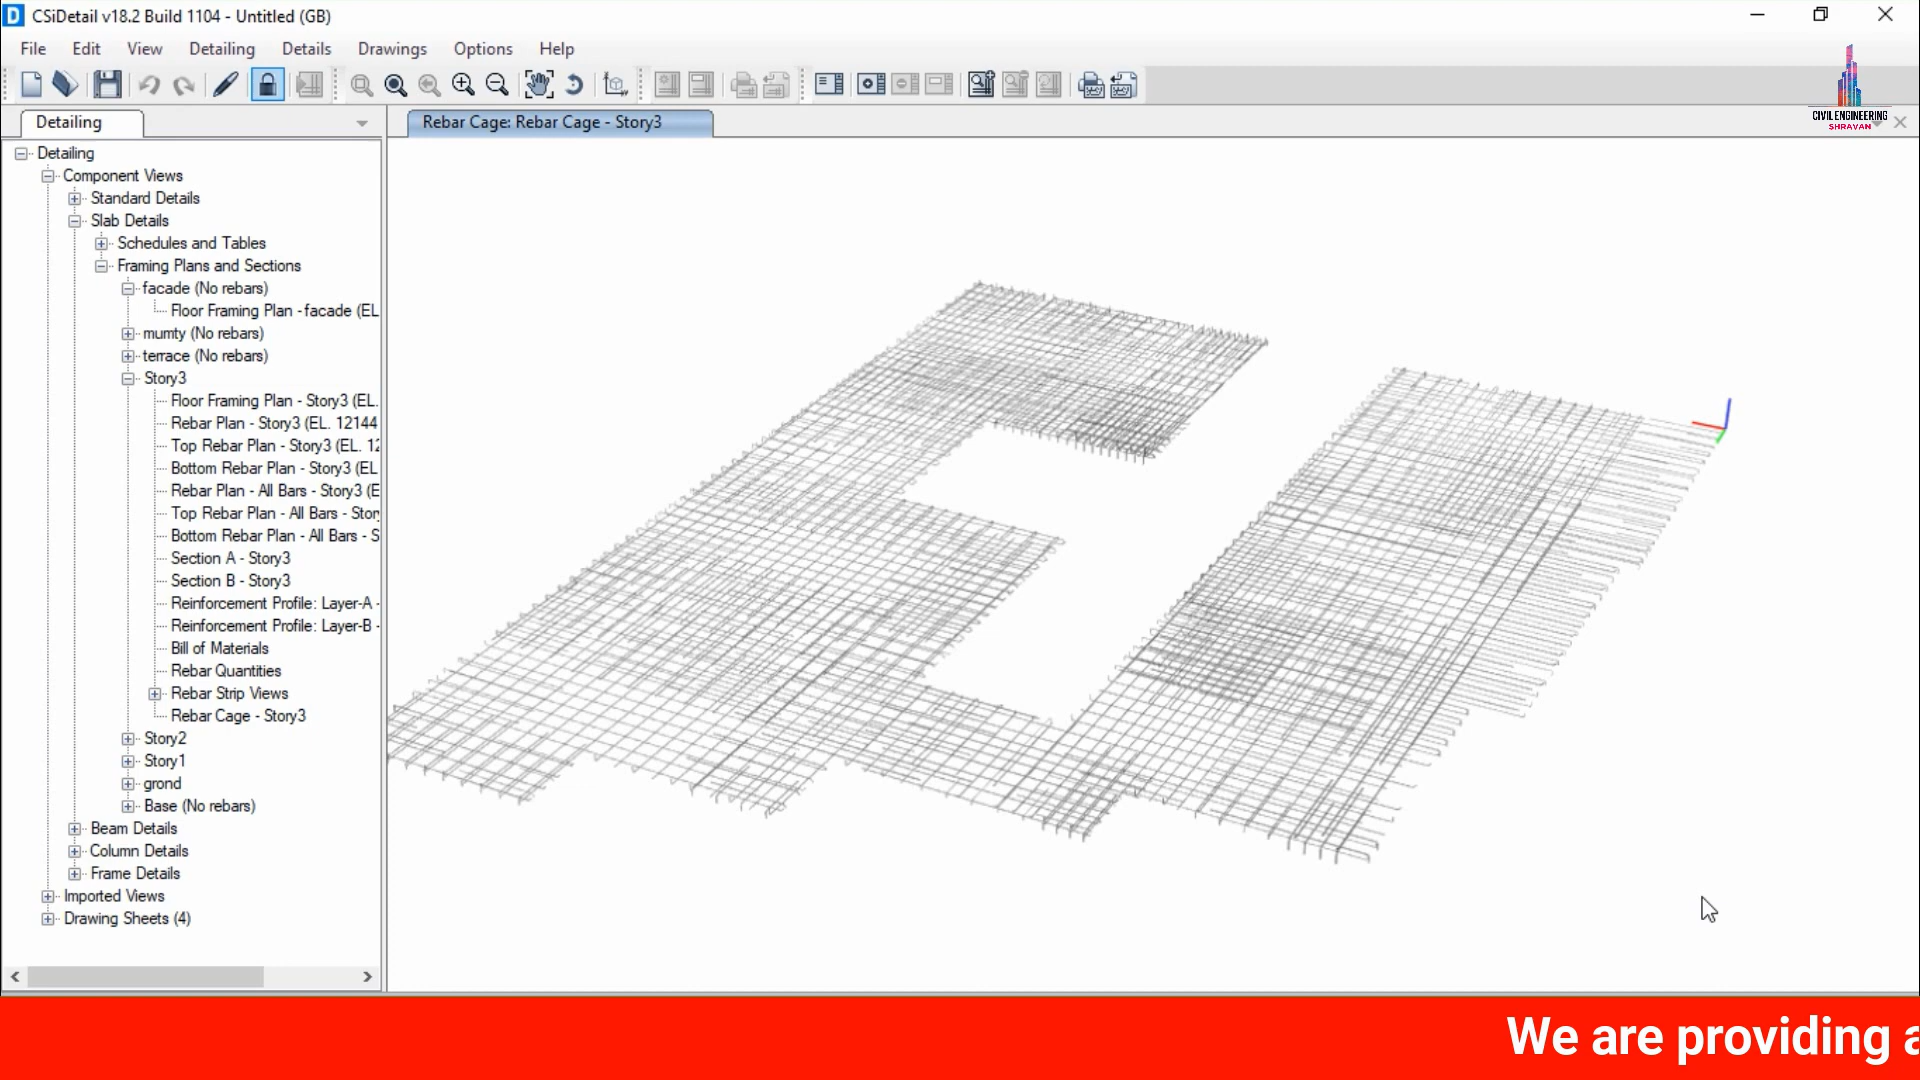 CSiDetail v18.2 Build 1104 - Untitled (GB)
File Edit View Detailing Details Drawings Options Help
CIVIL ENGINEERING
SHRAVAN
Detailing
Rebar Cage: Rebar Cage - Story3
Detailing
Component Views
Standard Details
Slab Details
Schedules and Tables
Framing Plans and Sections
facade (No rebars)
Floor Framing Plan - facade (EL
mumty (No rebars)
terrace (No rebars)
Story3
Floor Framing Plan - Story3 (EL.
Rebar Plan - Story3 (EL. 12144
Top Rebar Plan - Story3 (EL. 12
Bottom Rebar Plan - Story3 (EL
Rebar Plan - All Bars - Story3 (E
Top Rebar Plan - All Bars - Story
Bottom Rebar Plan - All Bars - S
Section A - Story3
Section B - Story3
Reinforcement Profile: Layer-A -
Reinforcement Profile: Layer-B -
Bill of Materials
Rebar Quantities
Rebar Strip Views
Rebar Cage - Story3
Story2
Story1
grond
Base (No rebars)
Beam Details
Column Details
Frame Details
Imported Views
Drawing Sheets (4)
We are providing a